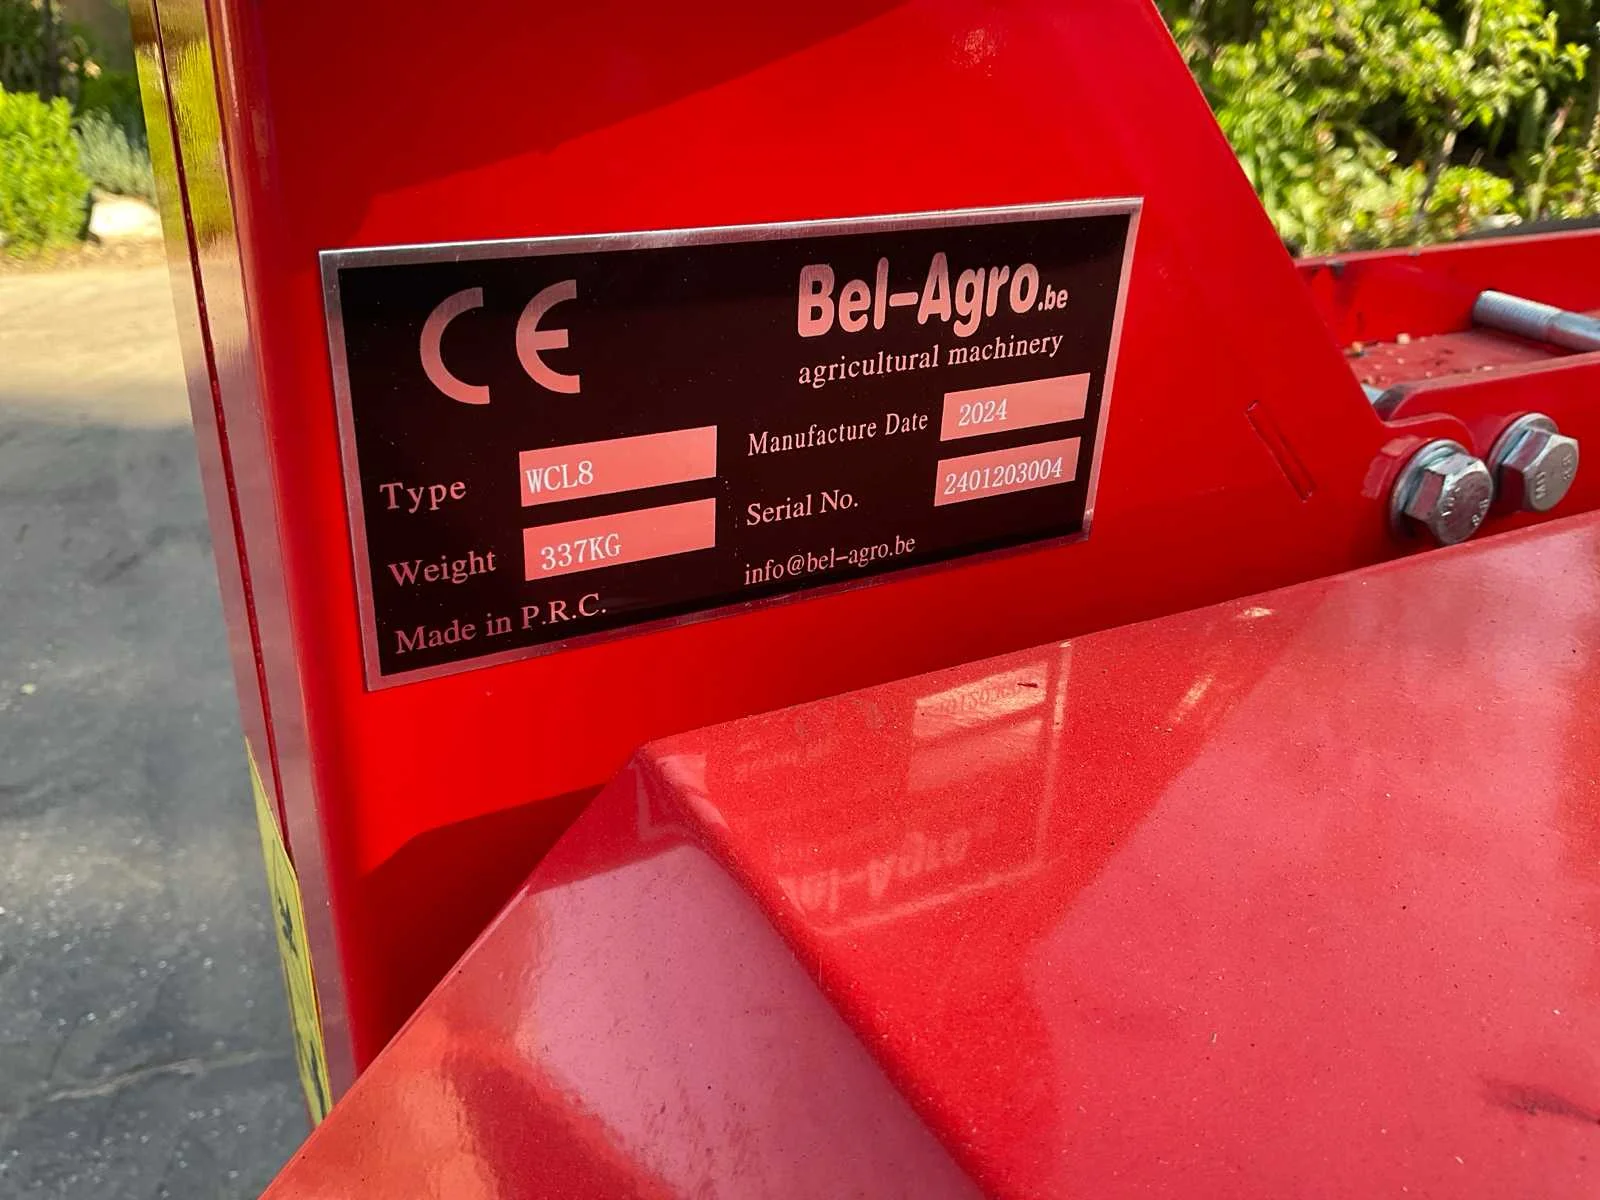 CE
Bel-Agro.be
agricultural machinery
Type WCL8
Manufacture Date 2024
Weight 337KG
Serial No. 2401203004
Made in P.R.C.
info@bel-agro.be